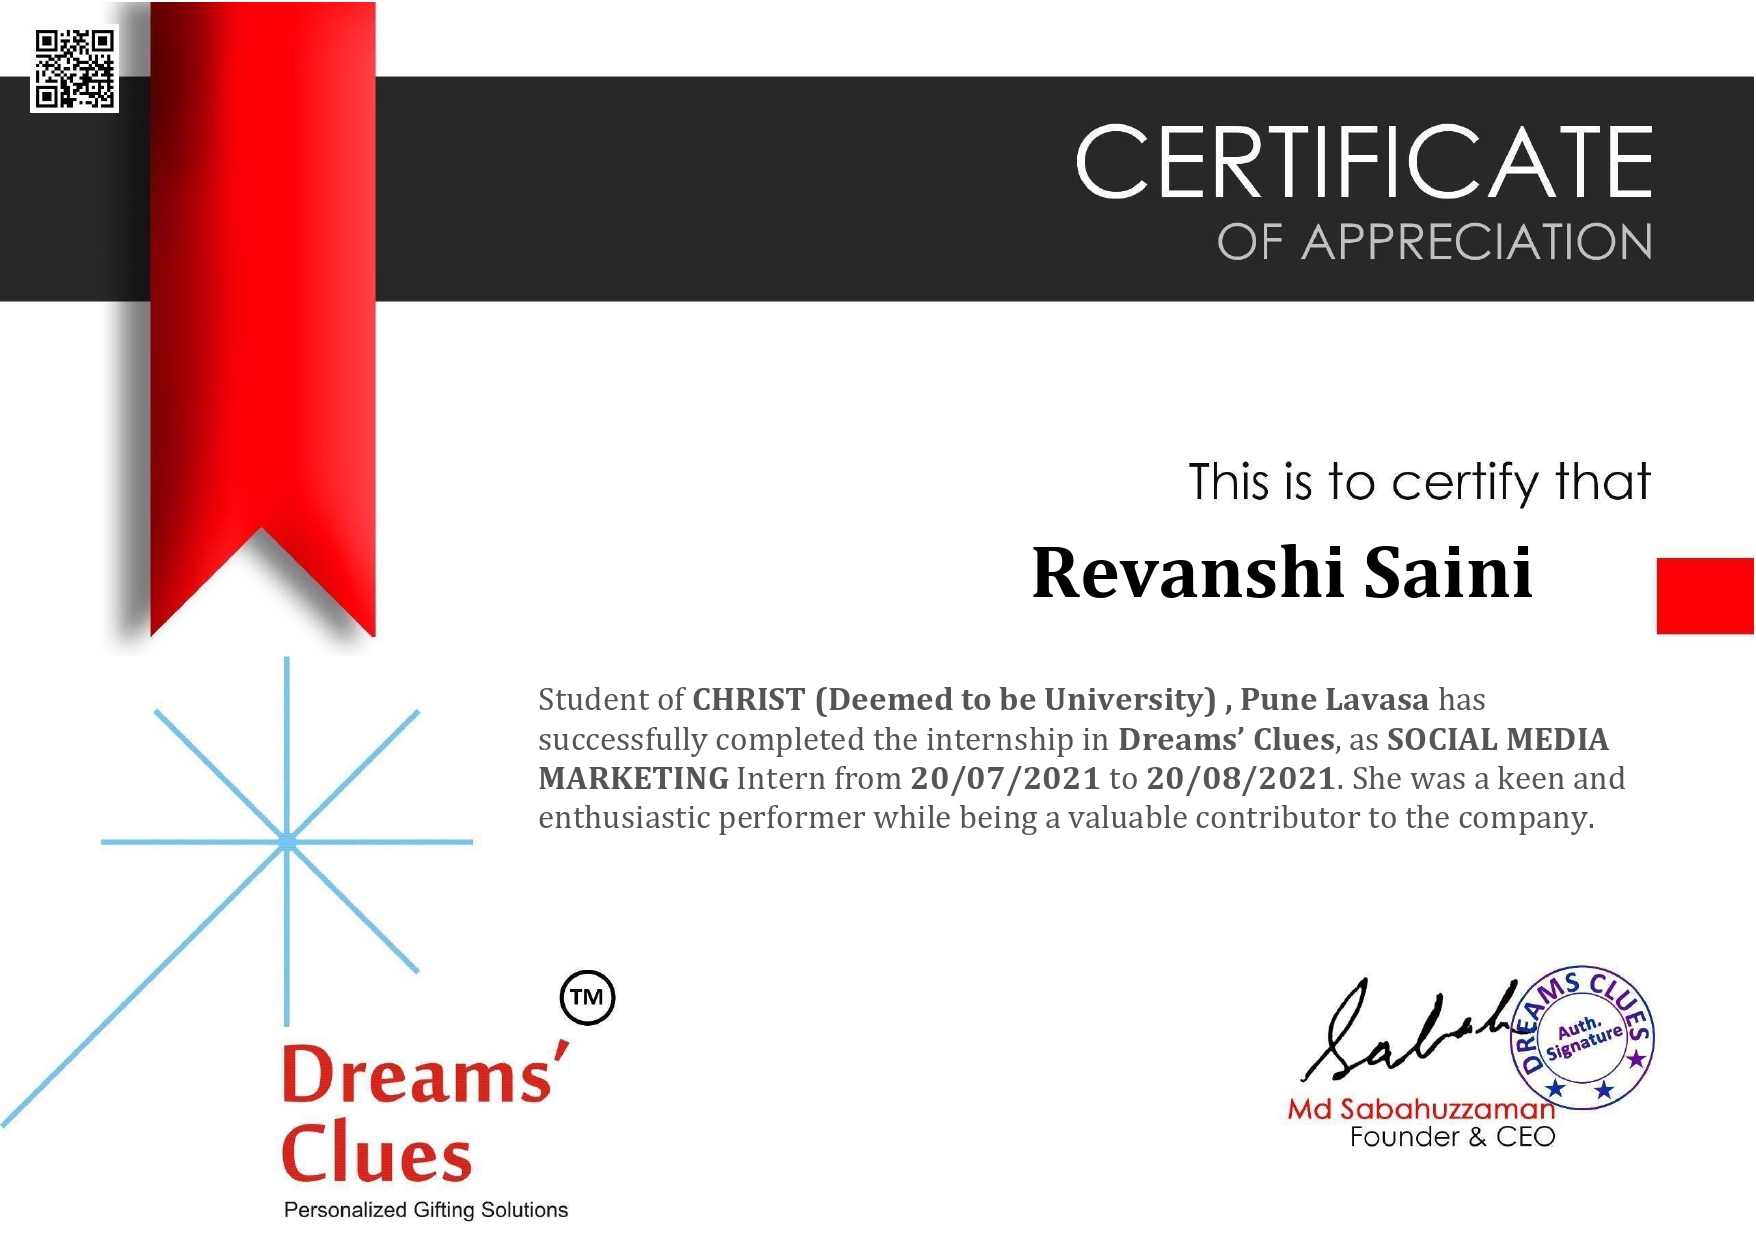 CERTIFICATE
OF APPRECIATION
This is to certify that
Revanshi Saini
Student of CHRIST (Deemed to be University) , Pune Lavasa has
successfully completed the internship in Dreams’ Clues, as SOCIAL MEDIA
MARKETING Intern from 20/07/2021 to 20/08/2021. She was a keen and
enthusiastic performer while being a valuable contributor to the company.
TM
Dreams’
Clues
Personalized Gifting Solutions
Sabah
DREAMS CLUES
Auth.
Signature
Md Sabahuzzaman
Founder & CEO